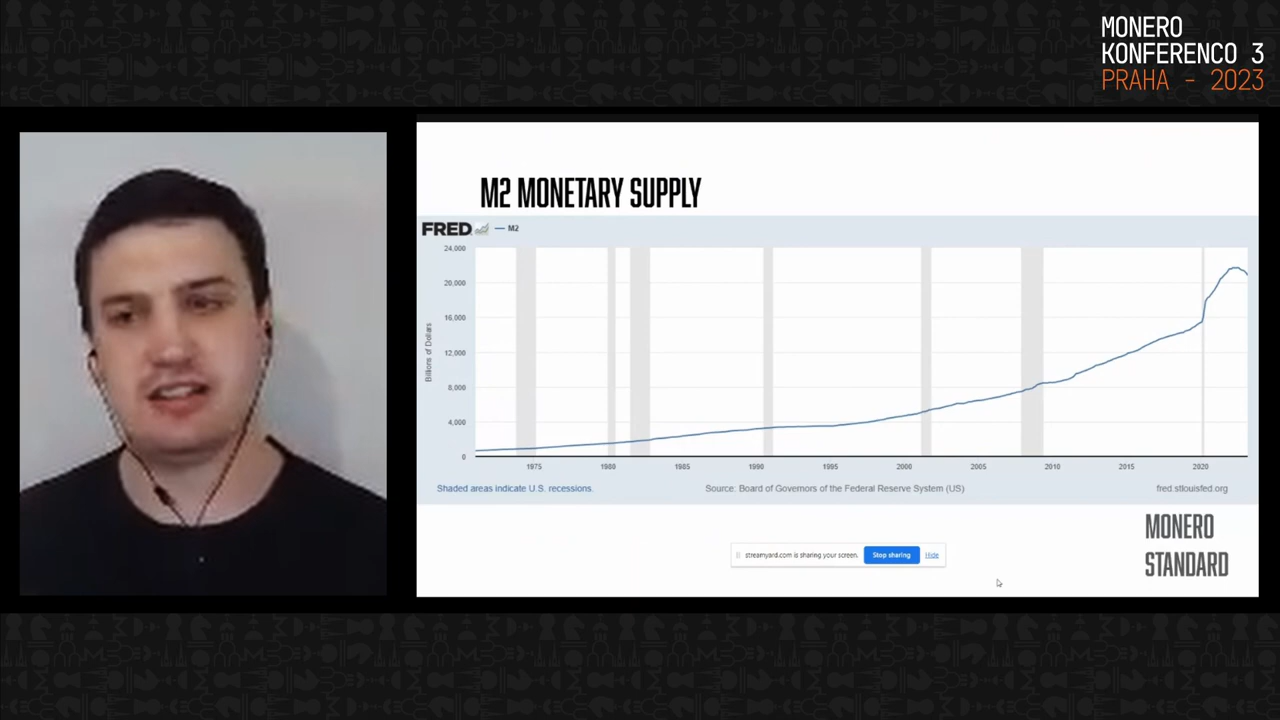 MONERO
KONFERENCO 3
PRAHA - 2023
M2 MONETARY SUPPLY
FRED
M2
24,000
20,000
16,000
12,000
8,000
4,000
0
Billions of Dollars
1975 1980 1985 1990 1995 2000 2005 2010 2015 2020
Shaded areas indicate U.S. recessions. Source: Board of Governors of the Federal Reserve System (US) fred.stlouisfed.org
MONERO
STANDARD
streamyard.com is sharing your screen. Stop sharing Hide